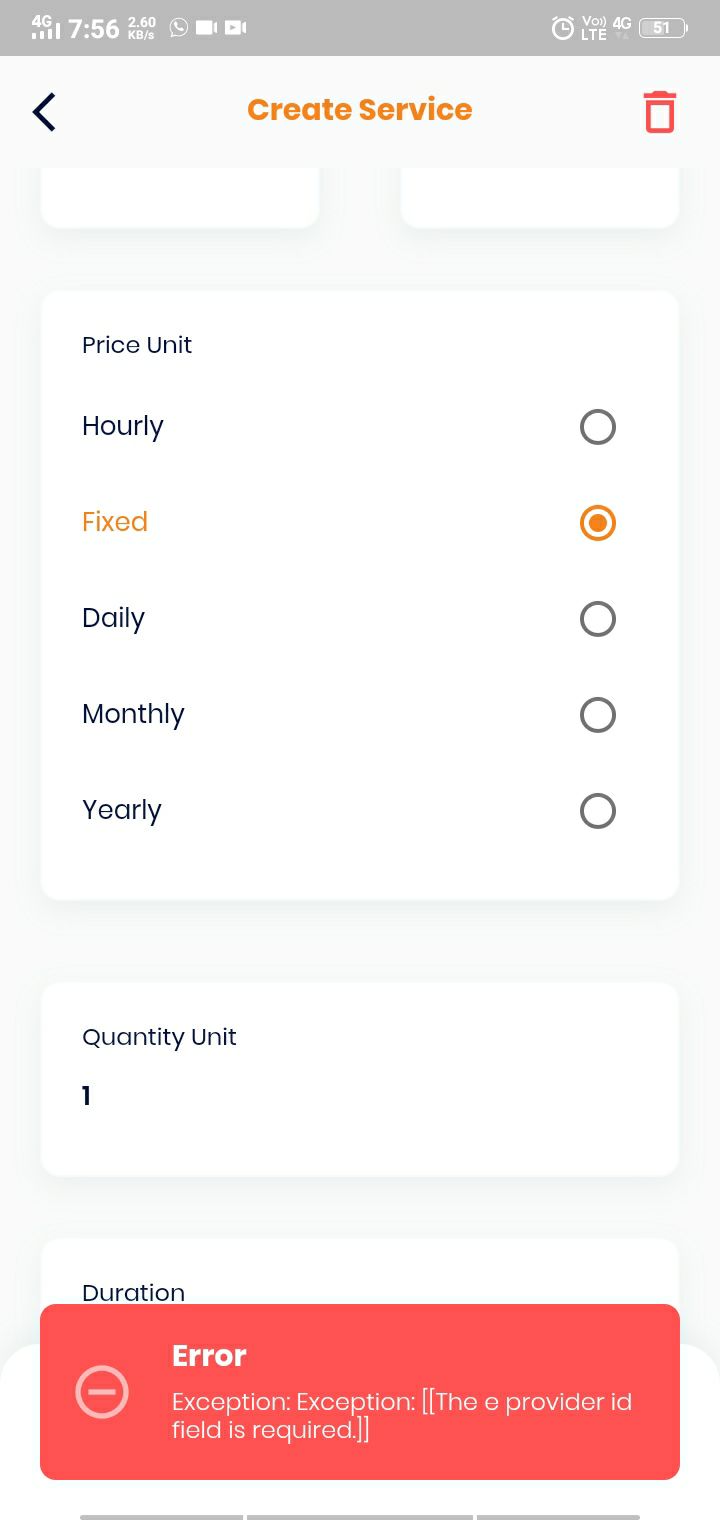 4G 7:56 2.60 KB/s Vo)) LTE 4G 51
Create Service
Price Unit
Hourly
Fixed
Daily
Monthly
Yearly
Quantity Unit
1
Duration
Error
Exception: Exception: [[The e provider id
field is required.]]